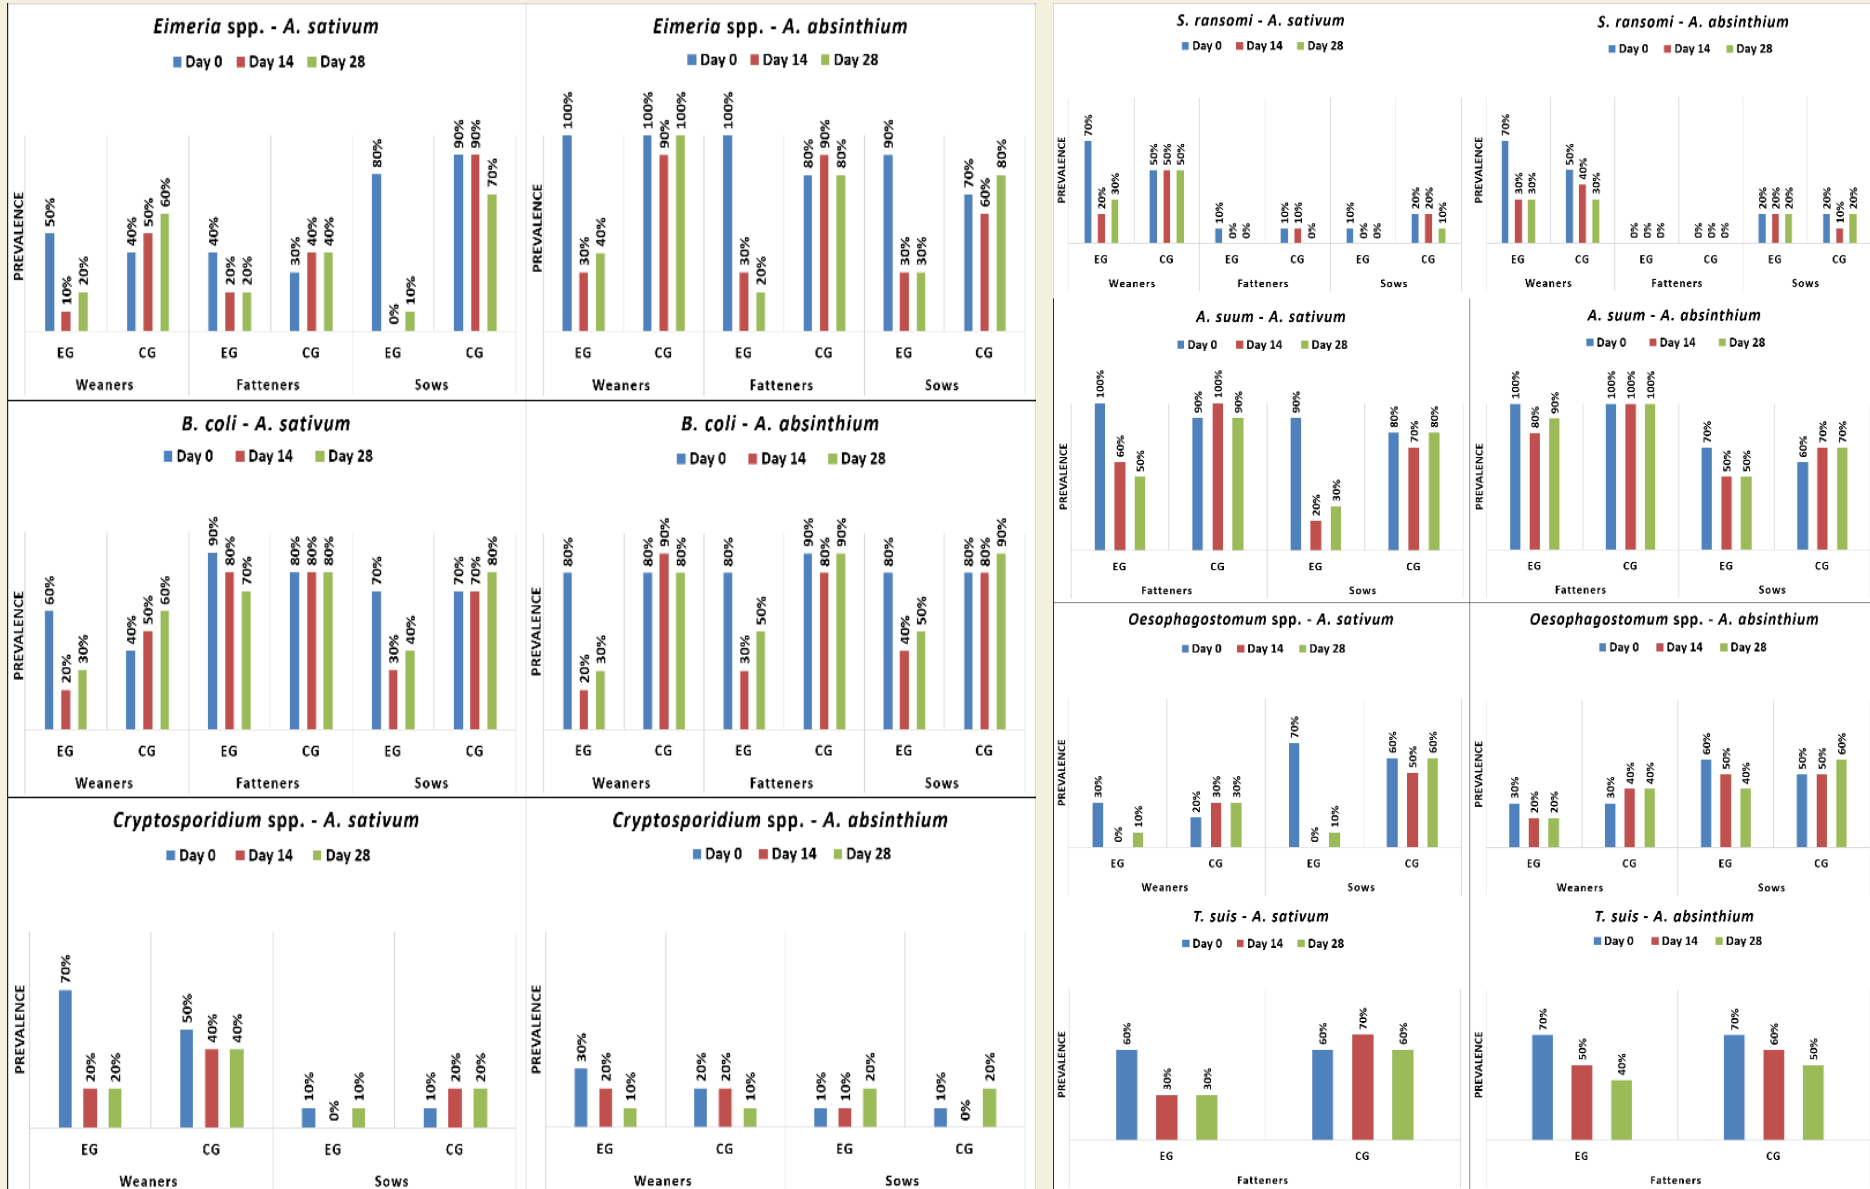 Eimeria spp. - A. sativum
Day 0 Day 14 Day 28
PREVALENCE
50% 10% 20% 40% 50% 60% 40% 20% 20% 30% 40% 40% 80% 0% 10% 90% 90% 70%
EG CG EG CG EG CG
Weaners Fatteners Sows
Eimeria spp. - A. absinthium
Day 0 Day 14 Day 28
PREVALENCE
100% 30% 40% 100% 90% 100% 100% 30% 20% 80% 90% 80% 90% 30% 30% 70% 60% 80%
EG CG EG CG EG CG
Weaners Fatteners Sows
B. coli - A. sativum
Day 0 Day 14 Day 28
PREVALENCE
60% 20% 30% 40% 50% 60% 90% 80% 70% 80% 80% 80% 70% 30% 40% 70% 70% 80%
EG CG EG CG EG CG
Weaners Fatteners Sows
B. coli - A. absinthium
Day 0 Day 14 Day 28
PREVALENCE
80% 20% 30% 80% 90% 80% 80% 30% 50% 90% 80% 90% 80% 40% 50% 80% 80% 90%
EG CG EG CG EG CG
Weaners Fatteners Sows
Cryptosporidium spp. - A. sativum
Day 0 Day 14 Day 28
PREVALENCE
70% 20% 20% 50% 40% 40% 10% 0% 10% 10% 20% 20%
EG CG EG CG
Weaners Sows
Cryptosporidium spp. - A. absinthium
Day 0 Day 14 Day 28
PREVALENCE
30% 20% 10% 20% 20% 10% 10% 10% 20% 10% 0% 20%
EG CG EG CG
Weaners Sows
S. ransomi - A. sativum
Day 0 Day 14 Day 28
PREVALENCE
70% 20% 30% 50% 50% 50% 10% 0% 0% 10% 10% 0% 10% 0% 0% 20% 20% 10%
EG CG EG CG EG CG
Weaners Fatteners Sows
S. ransomi - A. absinthium
Day 0 Day 14 Day 28
PREVALENCE
70% 30% 30% 50% 40% 30% 0% 0% 0% 0% 0% 0% 20% 20% 20% 20% 10% 20%
EG CG EG CG EG CG
Weaners Fatteners Sows
A. suum - A. sativum
Day 0 Day 14 Day 28
PREVALENCE
100% 60% 50% 90% 100% 90% 90% 20% 30% 80% 70% 80%
EG CG EG CG
Fatteners Sows
A. suum - A. absinthium
Day 0 Day 14 Day 28
PREVALENCE
100% 80% 90% 100% 100% 100% 70% 50% 50% 60% 70% 70%
EG CG EG CG
Fatteners Sows
Oesophagostomum spp. - A. sativum
Day 0 Day 14 Day 28
PREVALENCE
30% 0% 10% 20% 30% 30% 70% 0% 10% 60% 50% 60%
EG CG EG CG
Weaners Sows
Oesophagostomum spp. - A. absinthium
Day 0 Day 14 Day 28
PREVALENCE
30% 20% 20% 30% 40% 40% 60% 50% 40% 50% 50% 60%
EG CG EG CG
Weaners Sows
T. suis - A. sativum
Day 0 Day 14 Day 28
PREVALENCE
60% 30% 30% 60% 70% 60%
EG CG
Fatteners
T. suis - A. absinthium
Day 0 Day 14 Day 28
PREVALENCE
70% 50% 40% 70% 60% 50%
EG CG
Fatteners